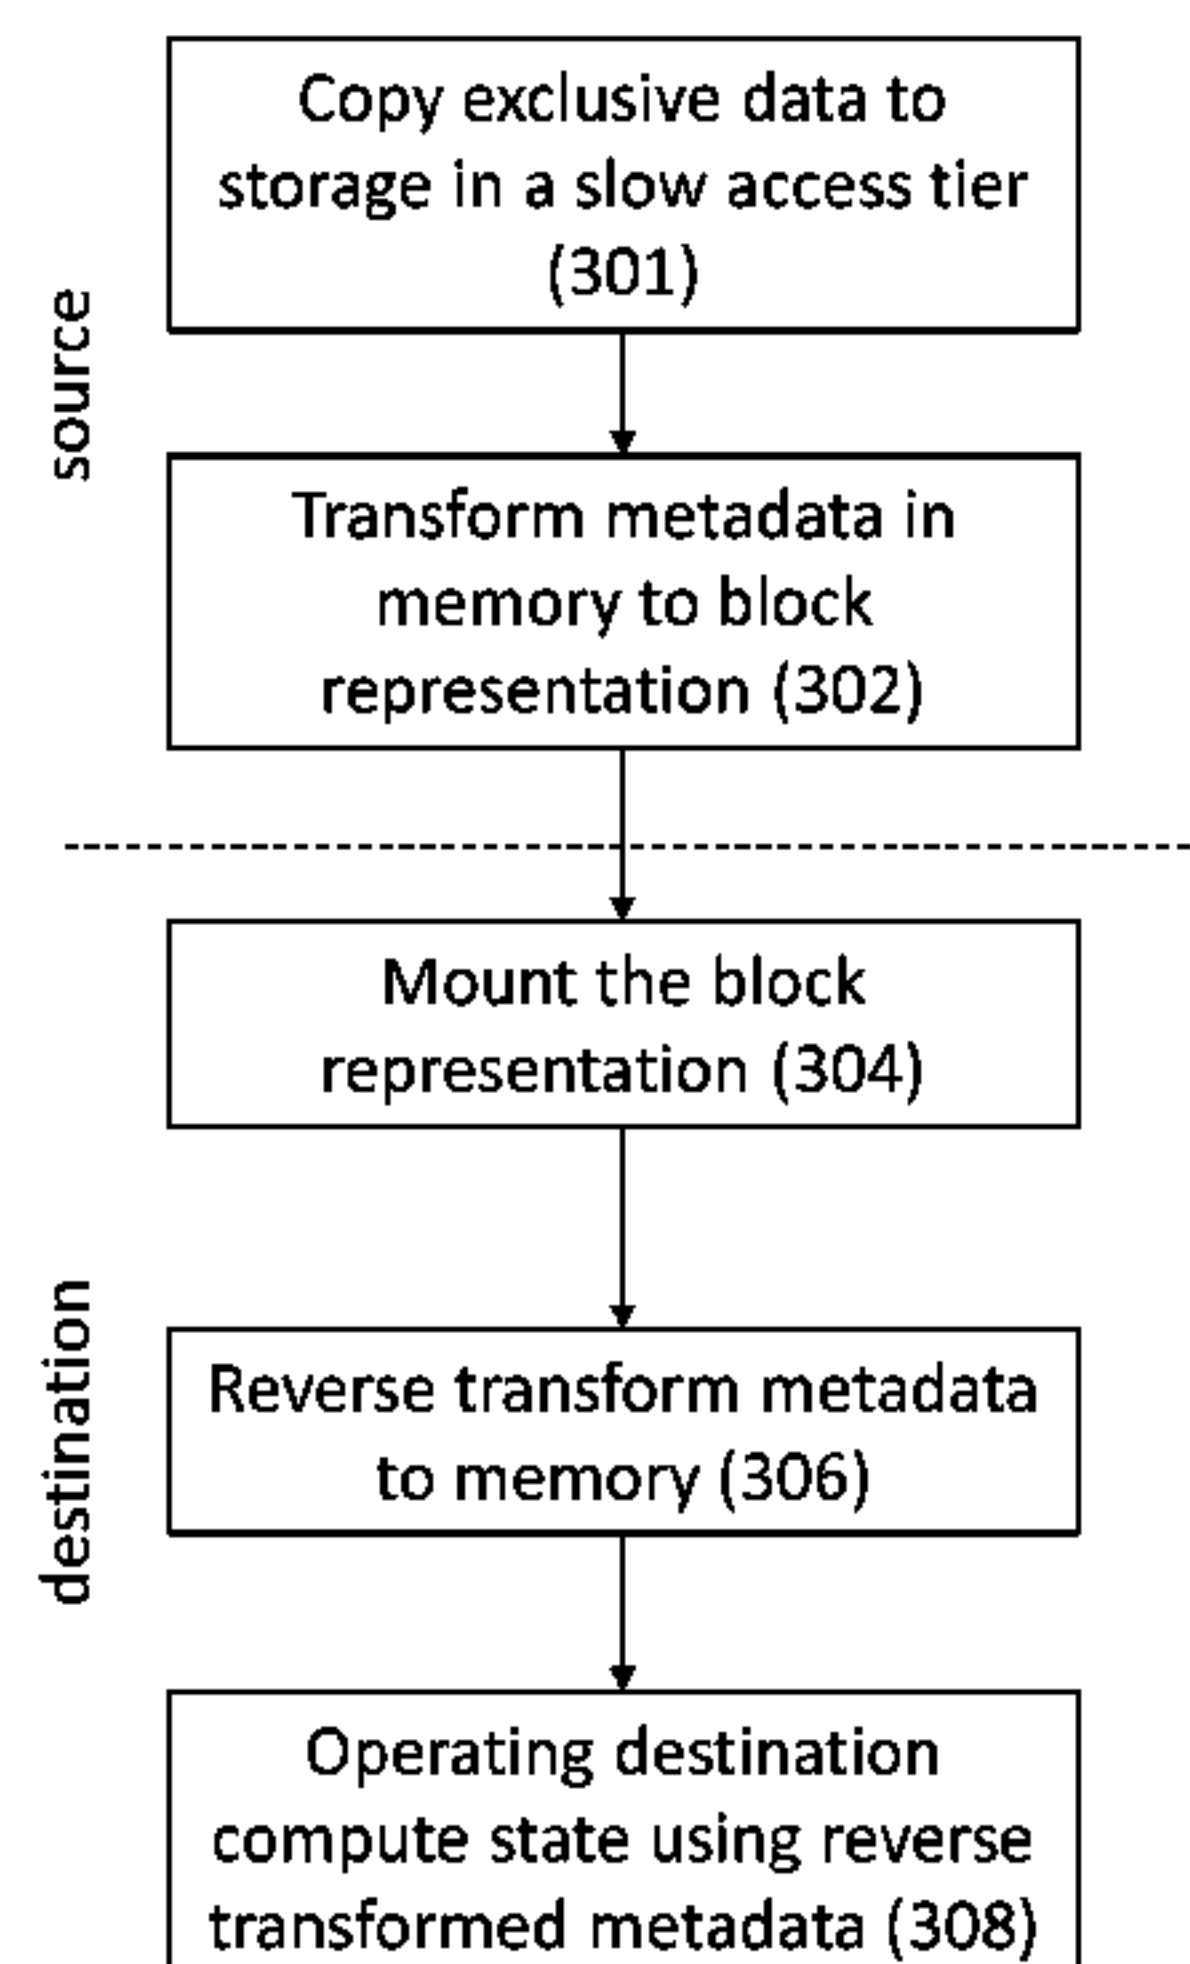 Copy exclusive data to
storage in a slow access tier
(301)
source
Transform metadata in
memory to block
representation (302)
Mount the block
representation (304)
destination
Reverse transform metadata
to memory (306)
Operating destination
compute state using reverse
transformed metadata (308)